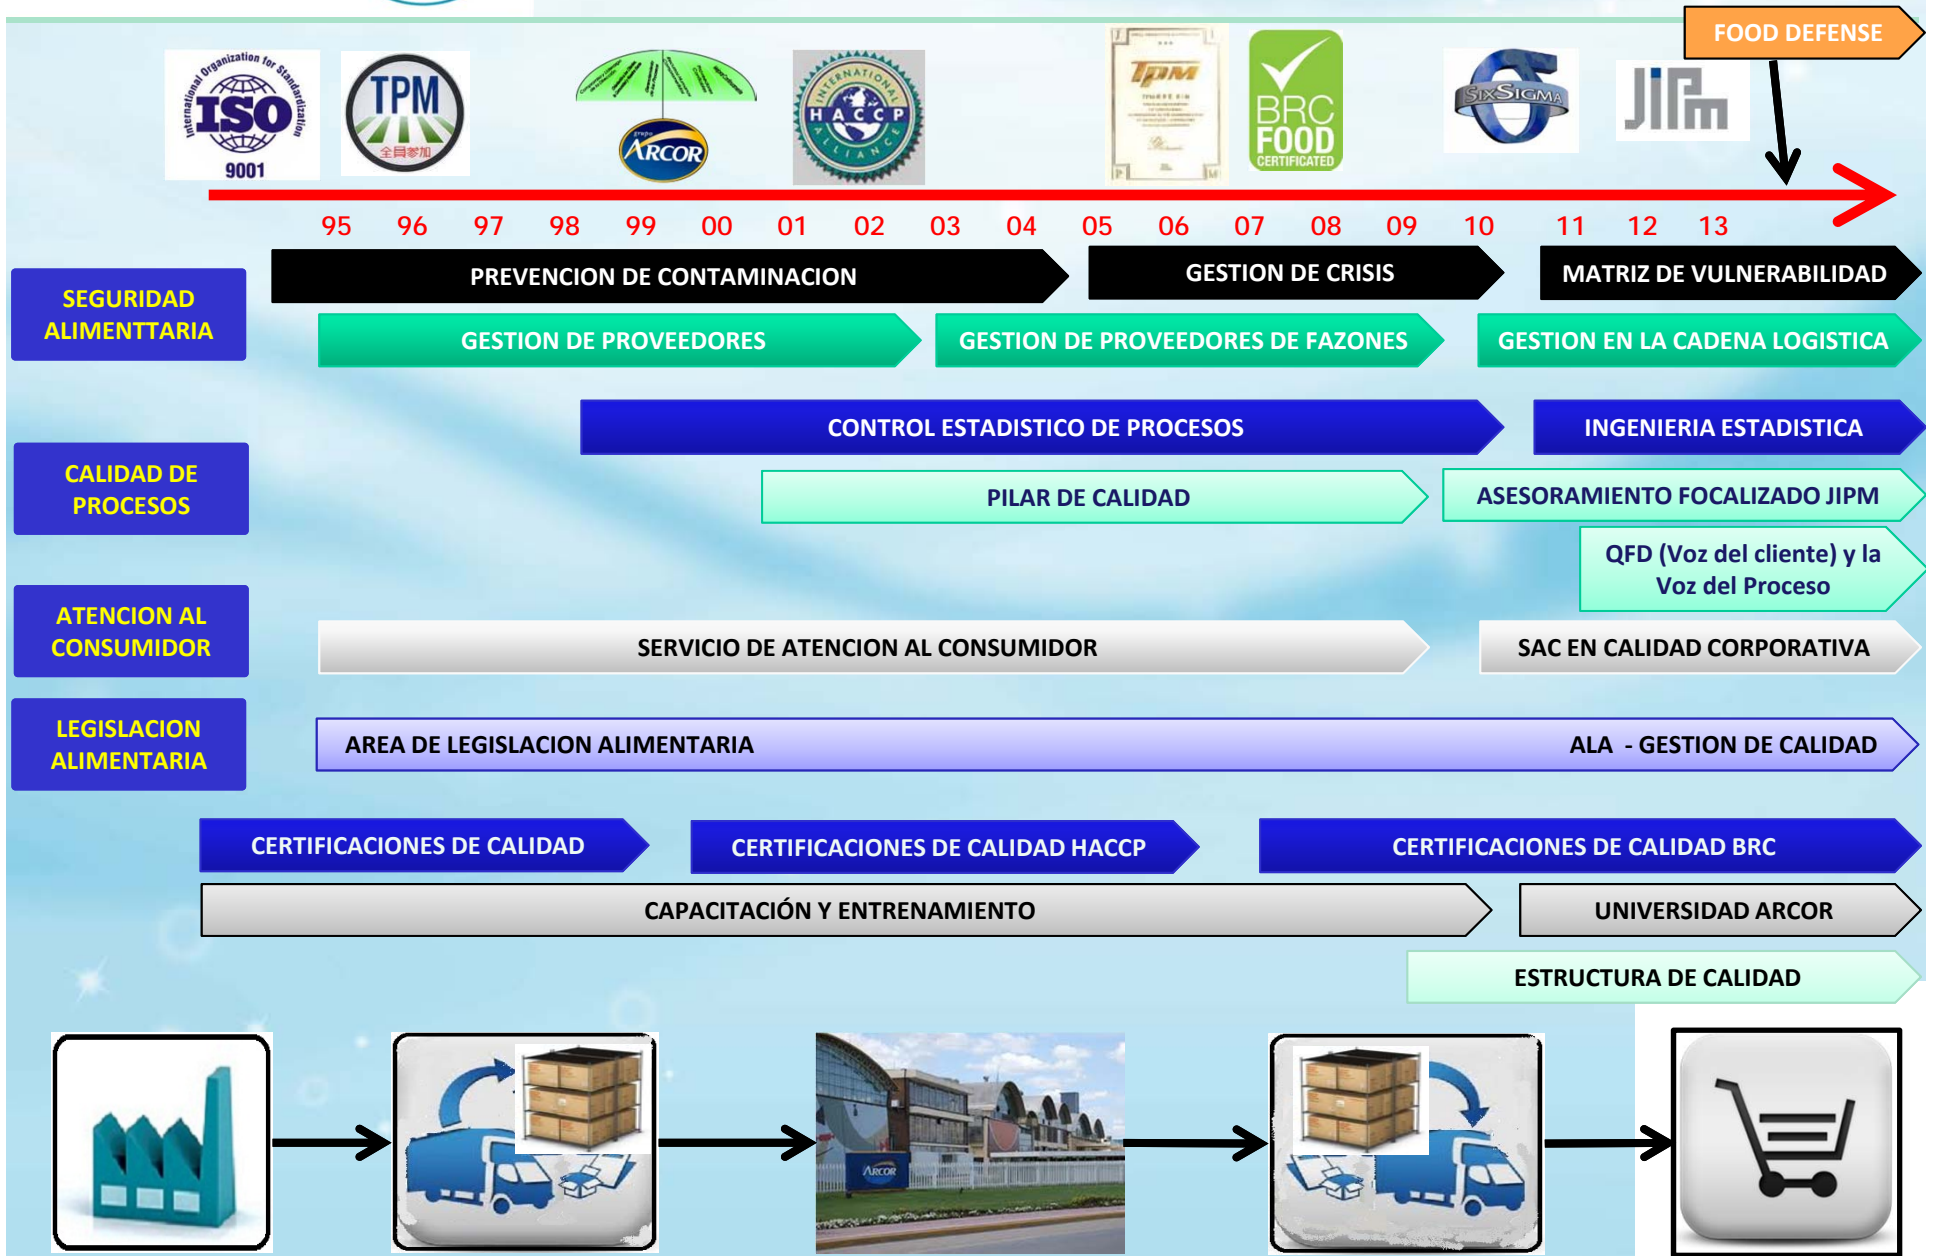 FOOD DEFENSE
International Organization for Standardization
ISO
9001
TPM
全員参加
grupo
ARCOR
INTERNATIONAL
HACCP
ALLIANCE
TPM
BRC
FOOD
CERTIFICATED
SIXSIGMA
JIPM
95 96 97 98 99 00 01 02 03 04 05 06 07 08 09 10 11 12 13
SEGURIDAD
ALIMENTTARIA
PREVENCION DE CONTAMINACION
GESTION DE CRISIS
MATRIZ DE VULNERABILIDAD
GESTION DE PROVEEDORES
GESTION DE PROVEEDORES DE FAZONES
GESTION EN LA CADENA LOGISTICA
CALIDAD DE
PROCESOS
CONTROL ESTADISTICO DE PROCESOS
INGENIERIA ESTADISTICA
PILAR DE CALIDAD
ASESORAMIENTO FOCALIZADO JIPM
QFD (Voz del cliente) y la
Voz del Proceso
ATENCION AL
CONSUMIDOR
SERVICIO DE ATENCION AL CONSUMIDOR
SAC EN CALIDAD CORPORATIVA
LEGISLACION
ALIMENTARIA
AREA DE LEGISLACION ALIMENTARIA
ALA - GESTION DE CALIDAD
CERTIFICACIONES DE CALIDAD
CERTIFICACIONES DE CALIDAD HACCP
CERTIFICACIONES DE CALIDAD BRC
CAPACITACIÓN Y ENTRENAMIENTO
UNIVERSIDAD ARCOR
ESTRUCTURA DE CALIDAD
ARCOR